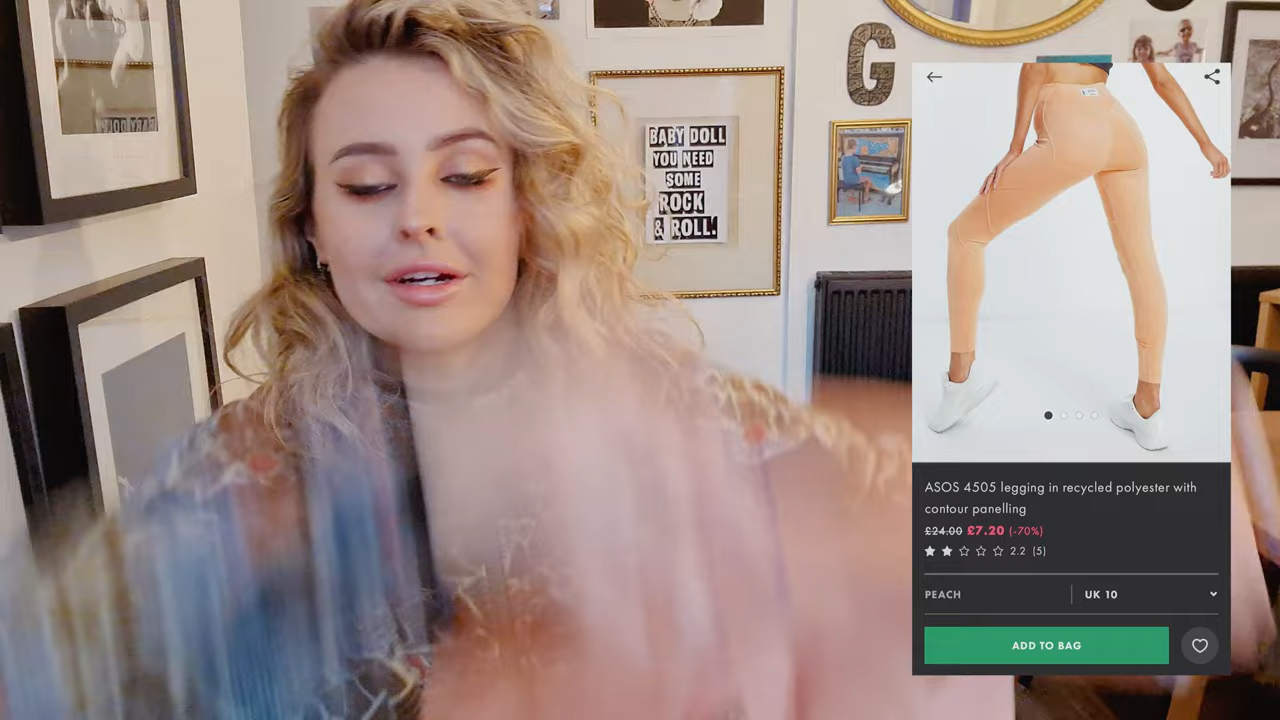 BABY DOLL
YOU NEED
SOME
ROCK
& ROLL.
G
ASOS 4505 legging in recycled polyester with
contour panelling
£24.00 £7.20 (-70%)
2.2 (5)
PEACH
UK 10
ADD TO BAG